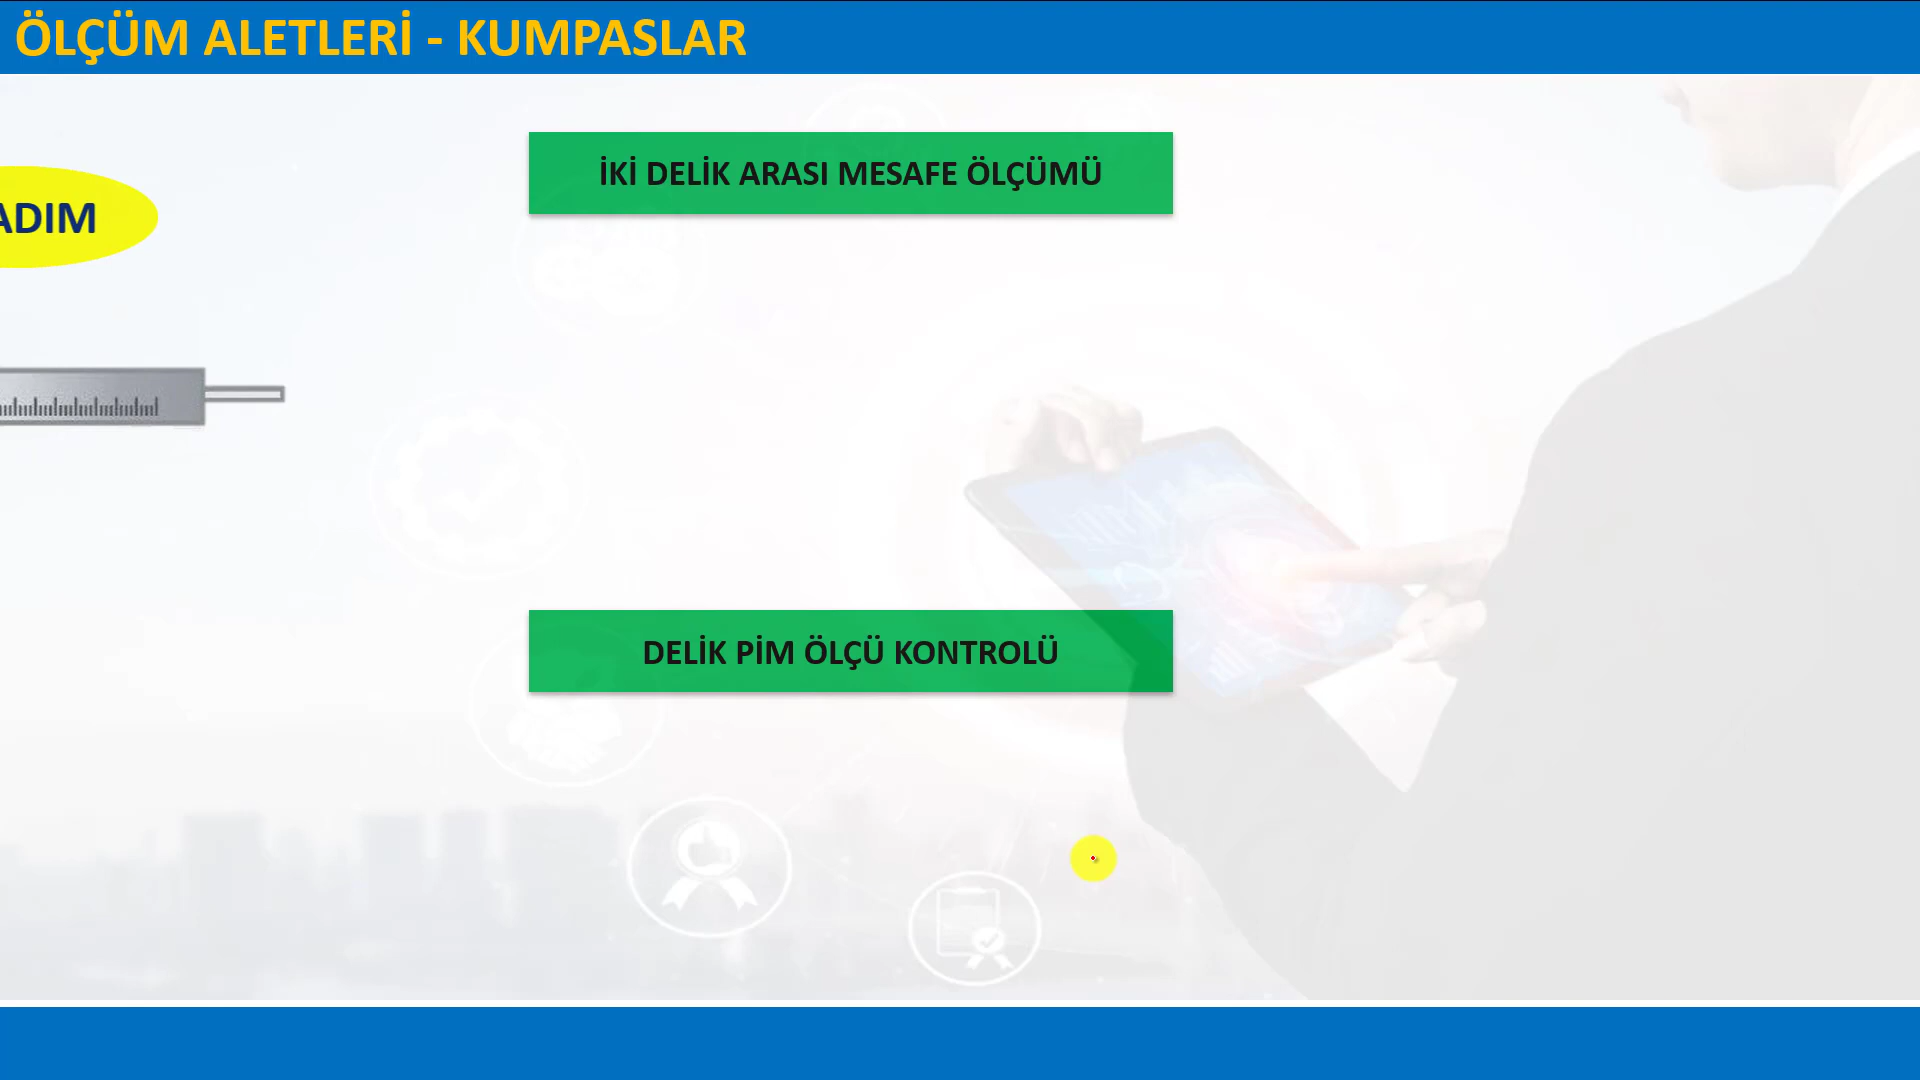 ÖLÇÜM ALETLERİ - KUMPASLAR
İKİ DELİK ARASI MESAFE ÖLÇÜMÜ
ADIM
DELİK PİM ÖLÇÜ KONTROLÜ